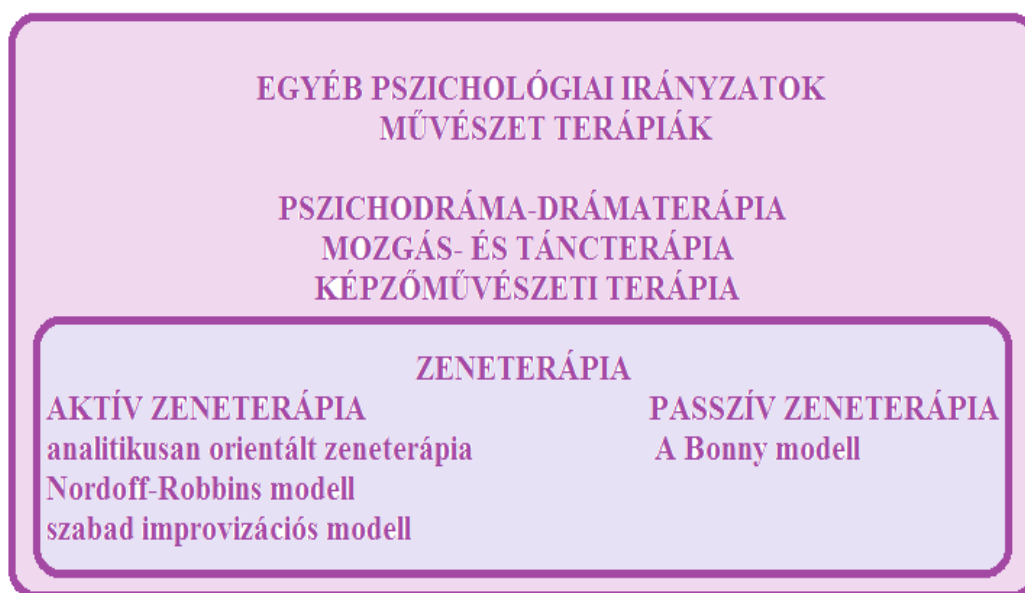 EGYÉB PSZICHOLÓGIAI IRÁNYZATOK
MŰVÉSZET TERÁPIÁK
PSZICHODRÁMA-DRÁMATERÁPIA
MOZGÁS- ÉS TÁNCTERÁPIA
KÉPZŐMŰVÉSZETI TERÁPIA
ZENETERÁPIA
AKTÍV ZENETERÁPIA PASSZÍV ZENETERÁPIA
analitikusan orientált zeneterápia A Bonny modell
Nordoff-Robbins modell
szabad improvizációs modell